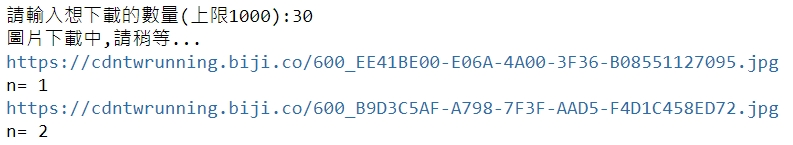 請輸入想下載的數量(上限1000):30
圖片下載中,請稍等...
https://cdntwrunning.biji.co/600_EE41BE00-E06A-4A00-3F36-B08551127095.jpg
n= 1
https://cdntwrunning.biji.co/600_B9D3C5AF-A798-7F3F-AAD5-F4D1C458ED72.jpg
n= 2